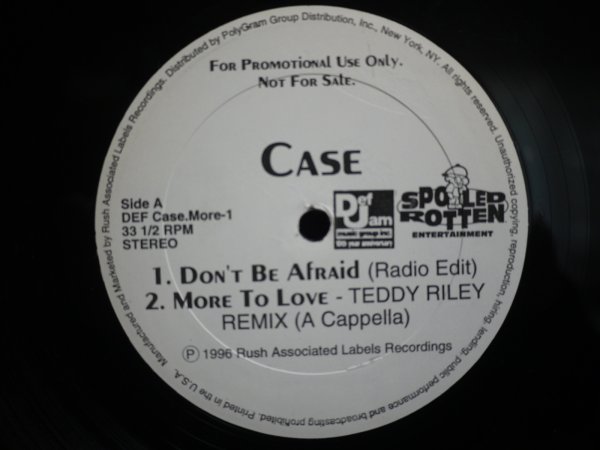 Manufactured and Marketed by Rush Associated Labels Recordings. Distributed by PolyGram Group Distribution, Inc., New York, NY. All rights reserved. Unauthorized copying, reproduction, hiring, lending, public performance and broadcasting prohibited. Printed in the U.S.A.
FOR PROMOTIONAL USE ONLY.
NOT FOR SALE.
CASE
Side A
DEF Case.More-1
33 1/2 RPM
STEREO
Def
Jam
music group inc.
SPOILED
ROTTEN
ENTERTAINMENT
1. DON'T BE AFRAID (Radio Edit)
2. MORE TO LOVE - TEDDY RILEY
REMIX (A Cappella)
Ⓟ 1996 Rush Associated Labels Recordings